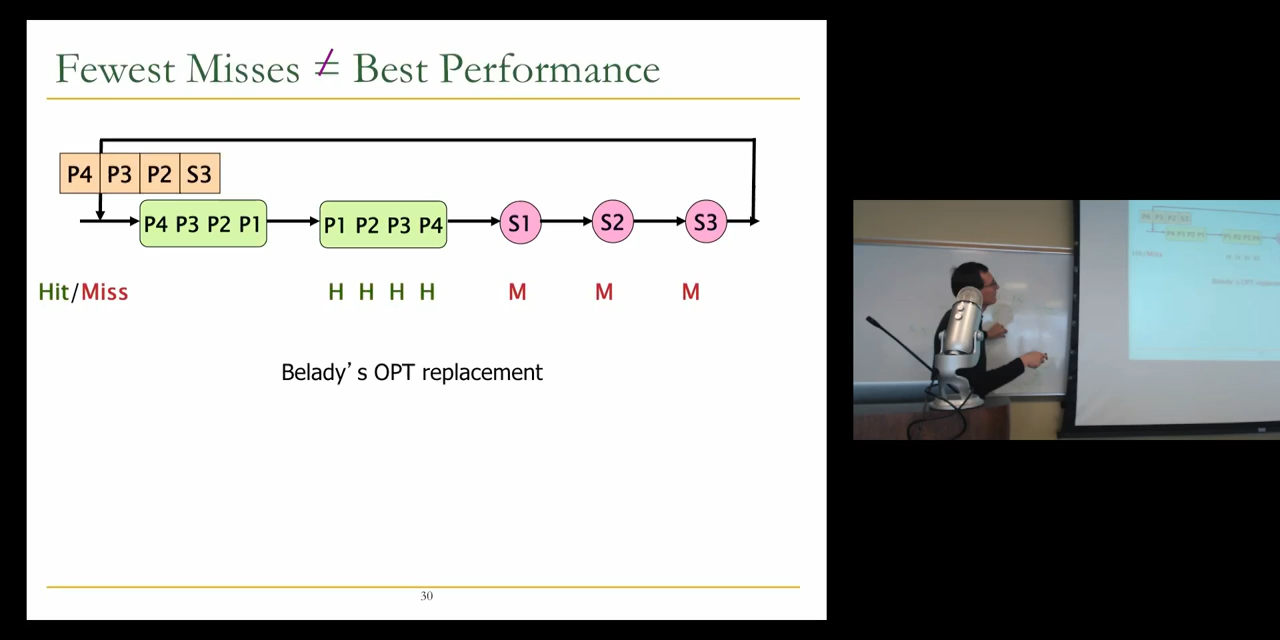 Fewest Misses ≠ Best Performance
P4 P3 P2 S3
P4 P3 P2 P1 P1 P2 P3 P4 S1 S2 S3
Hit/Miss H H H H M M M
Belady's OPT replacement
30